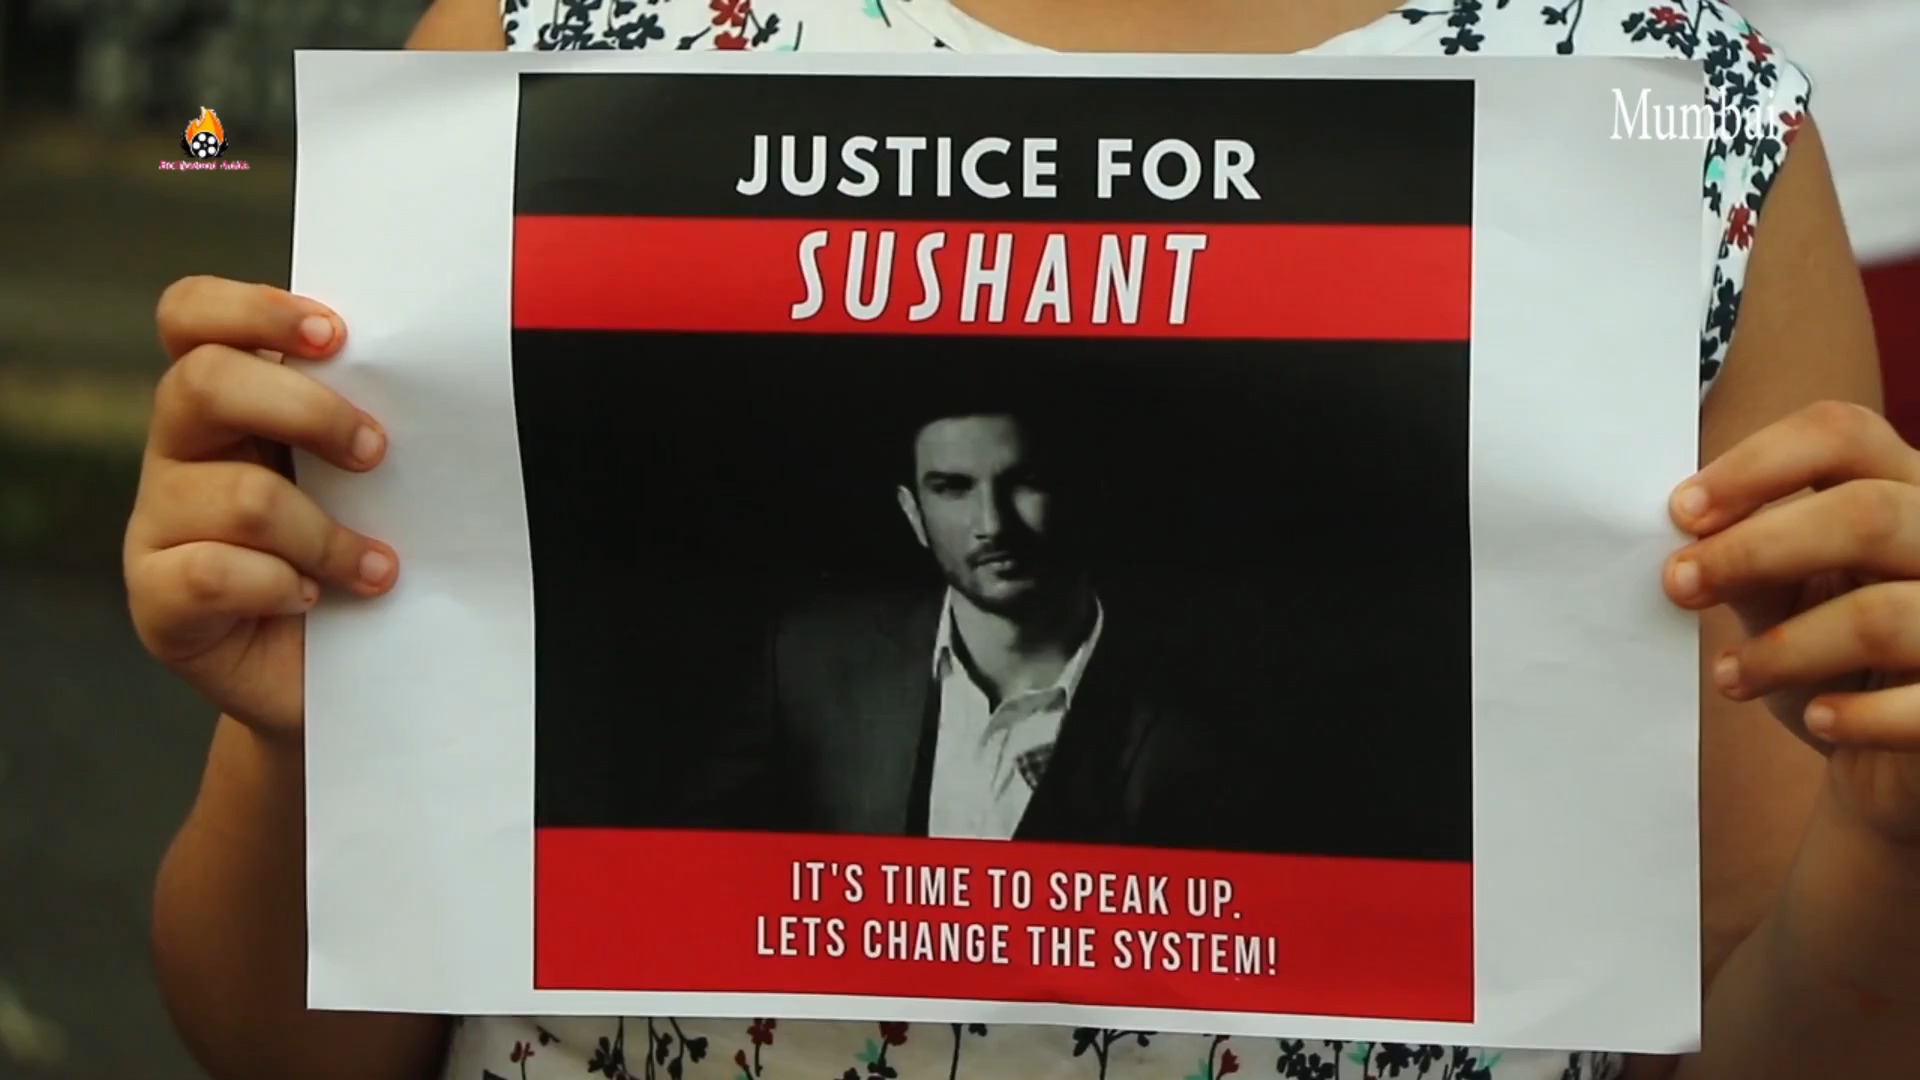 Mumbai
JUSTICE FOR
SUSHANT
IT'S TIME TO SPEAK UP.
LETS CHANGE THE SYSTEM!